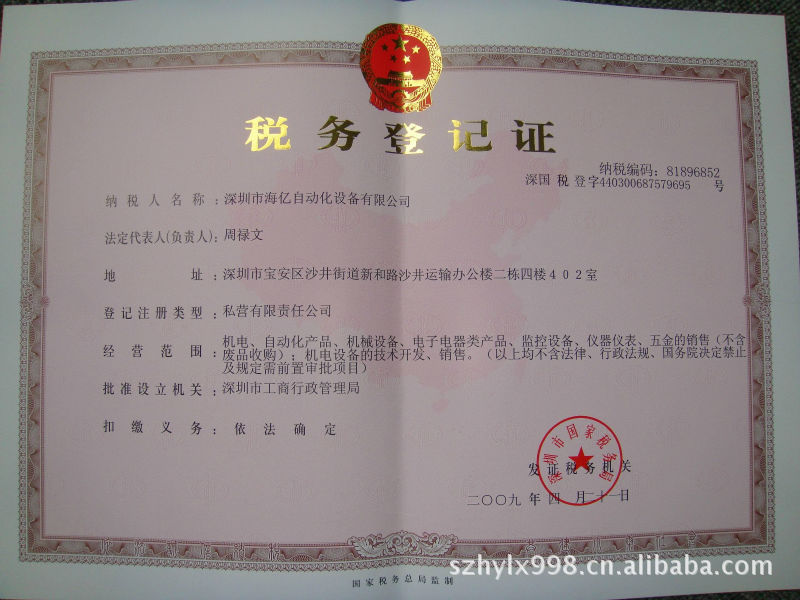 税务登记证
纳税编码：81896852
深国 税 登字440300687579695 号
纳税人名称：深圳市海亿自动化设备有限公司
法定代表人(负责人)：周禄文
地 址：深圳市宝安区沙井街道新和路沙井运输办公楼二栋四楼402室
登记注册类型：私营有限责任公司
经营范围：机电、自动化产品、机械设备、电子电器类产品、监控设备、仪器仪表、五金的销售（不含
废品收购）；机电设备的技术开发、销售。（以上均不含法律、行政法规、国务院决定禁止
及规定需前置审批项目）
批准设立机关：深圳市工商行政管理局
扣缴义务：依法确定
深圳市国家税务局
发证税务机关
二〇〇九 年 四 月 二十一 日
国家税务总局监制
szhylx998.cn.alibaba.com